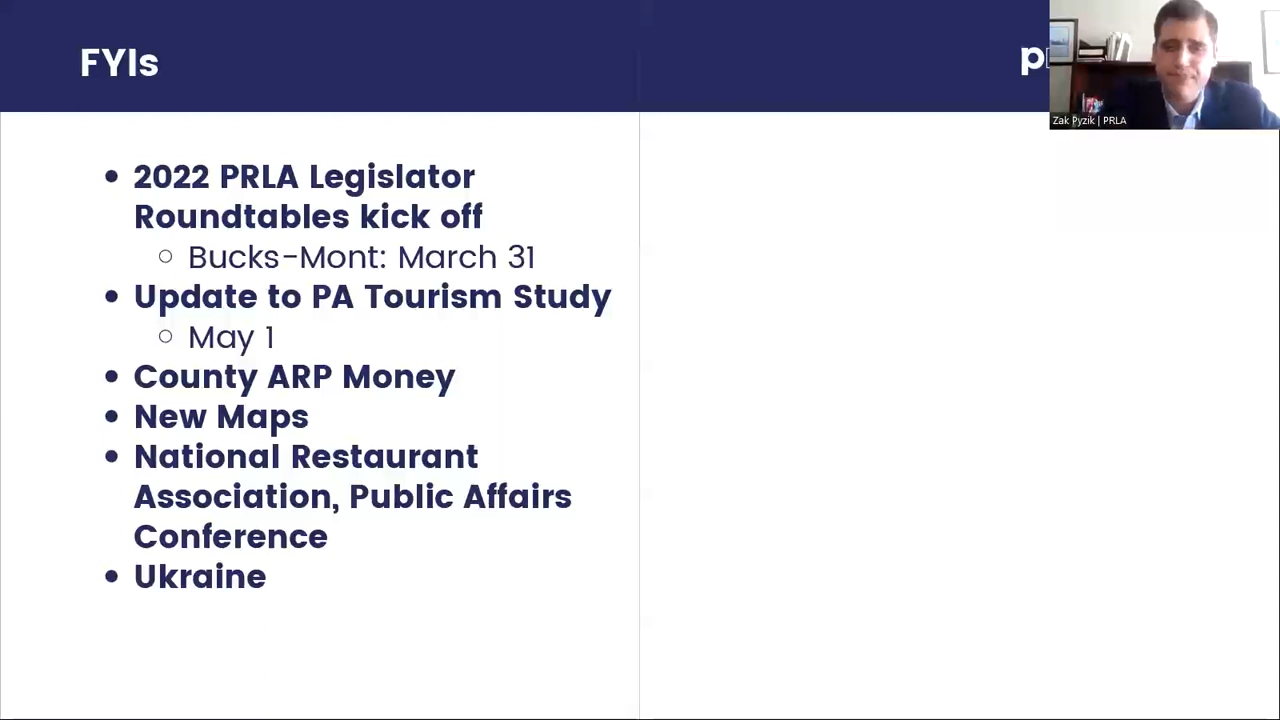 FYIs
Zak Pyzik | PRLA
2022 PRLA Legislator
Roundtables kick off
Bucks-Mont: March 31
Update to PA Tourism Study
May 1
County ARP Money
New Maps
National Restaurant
Association, Public Affairs
Conference
Ukraine